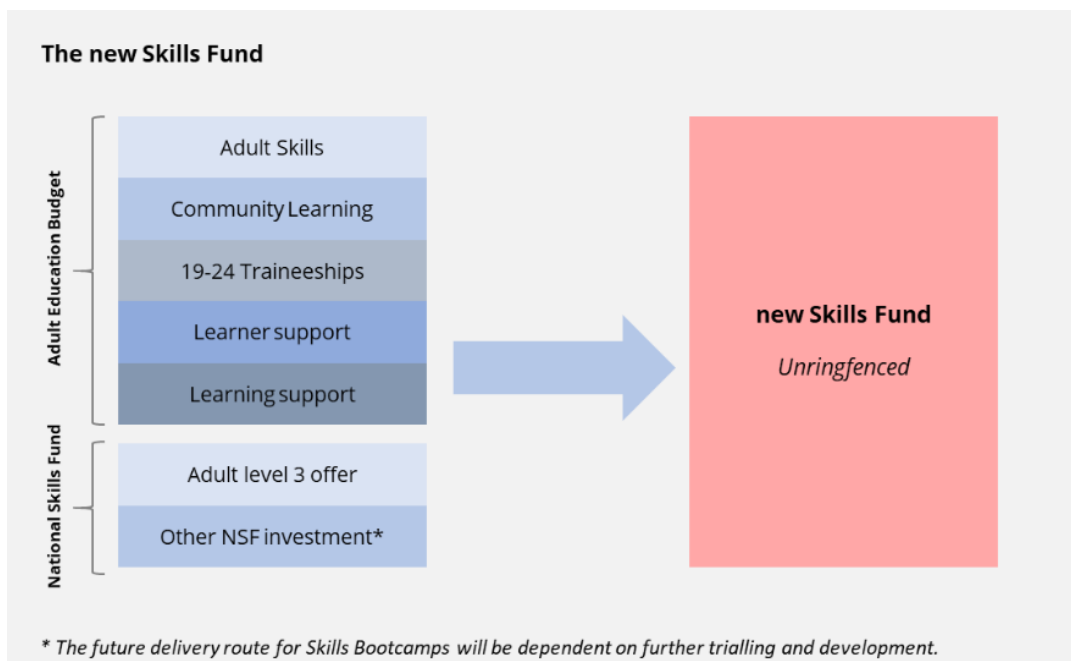 The new Skills Fund
Adult Education Budget
Adult Skills
Community Learning
19-24 Traineeships
Learner support
Learning support
National Skills Fund
Adult level 3 offer
Other NSF investment*
new Skills Fund
Unringfenced
* The future delivery route for Skills Bootcamps will be dependent on further trialling and development.